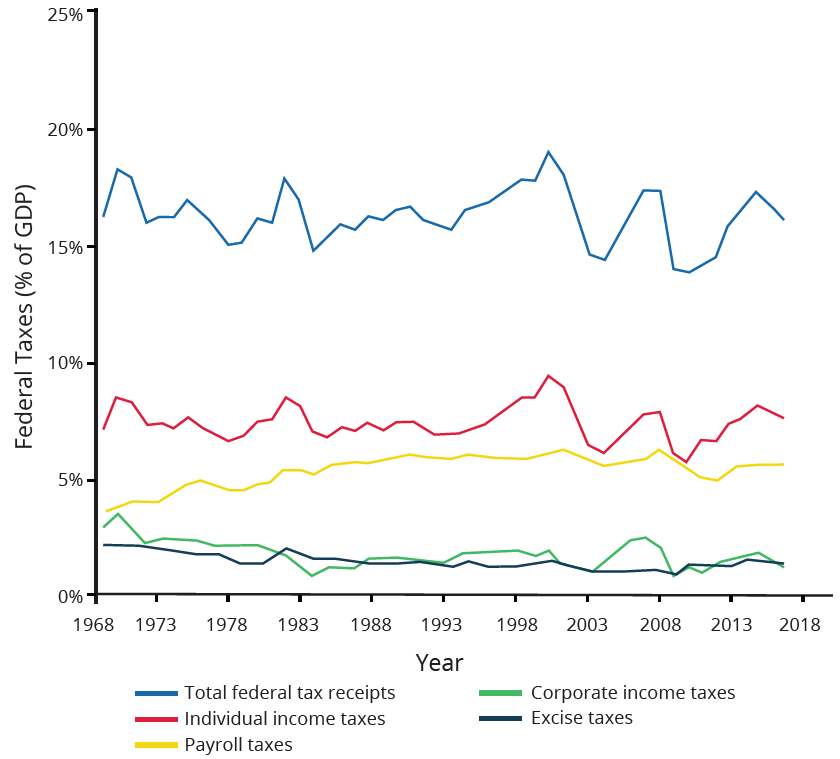 25%
20%
15%
10%
5%
0%
Federal Taxes (% of GDP)
1968 1973 1978 1983 1988 1993 1998 2003 2008 2013 2018
Year
Total federal tax receipts
Individual income taxes
Payroll taxes
Corporate income taxes
Excise taxes